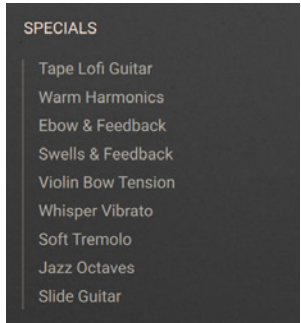 SPECIALS
Tape Lofi Guitar
Warm Harmonics
Ebow & Feedback
Swells & Feedback
Violin Bow Tension
Whisper Vibrato
Soft Tremolo
Jazz Octaves
Slide Guitar